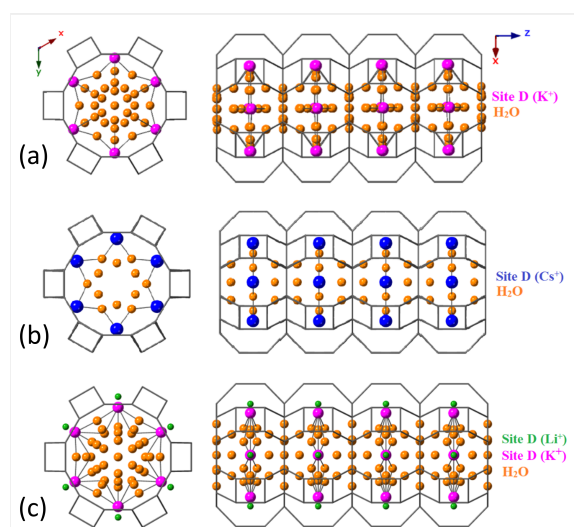 x
y
z
x
Site D (K⁺)
H₂O
(a)
Site D (Cs⁺)
H₂O
(b)
Site D (Li⁺)
Site D (K⁺)
H₂O
(c)